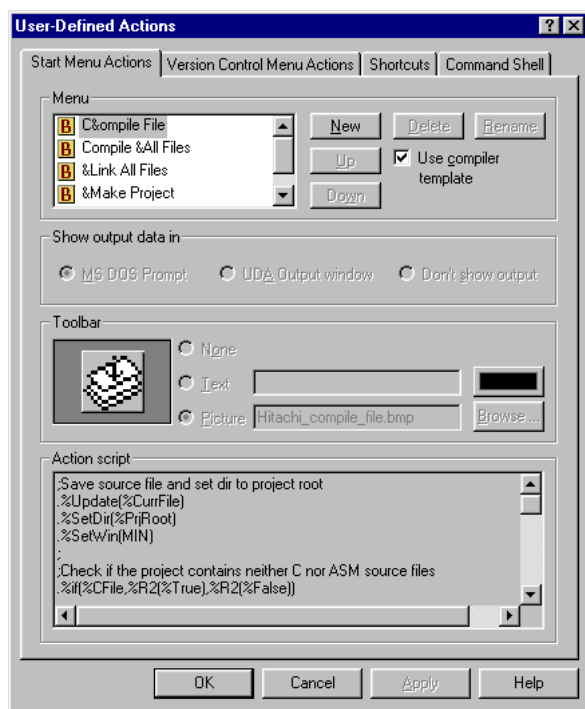 User-Defined Actions
Start Menu Actions Version Control Menu Actions Shortcuts Command Shell
Menu
C&ompile File
Compile &All Files
&Link All Files
&Make Project
New Delete Rename
Up
Down
Use compiler
template
Show output data in
MS DOS Prompt UDA Output window Don't show output
Toolbar
None
Text
Picture Hitachi_compile_file.bmp Browse ...
Action script
;Save source file and set dir to project root
.%Update(%CurrFile)
.%SetDir(%PrjRoot)
.%SetWin(MIN)
;
;Check if the project contains neither C nor ASM source files
.%if(%CFile,%R2(%True),%R2(%False))
OK Cancel Apply Help